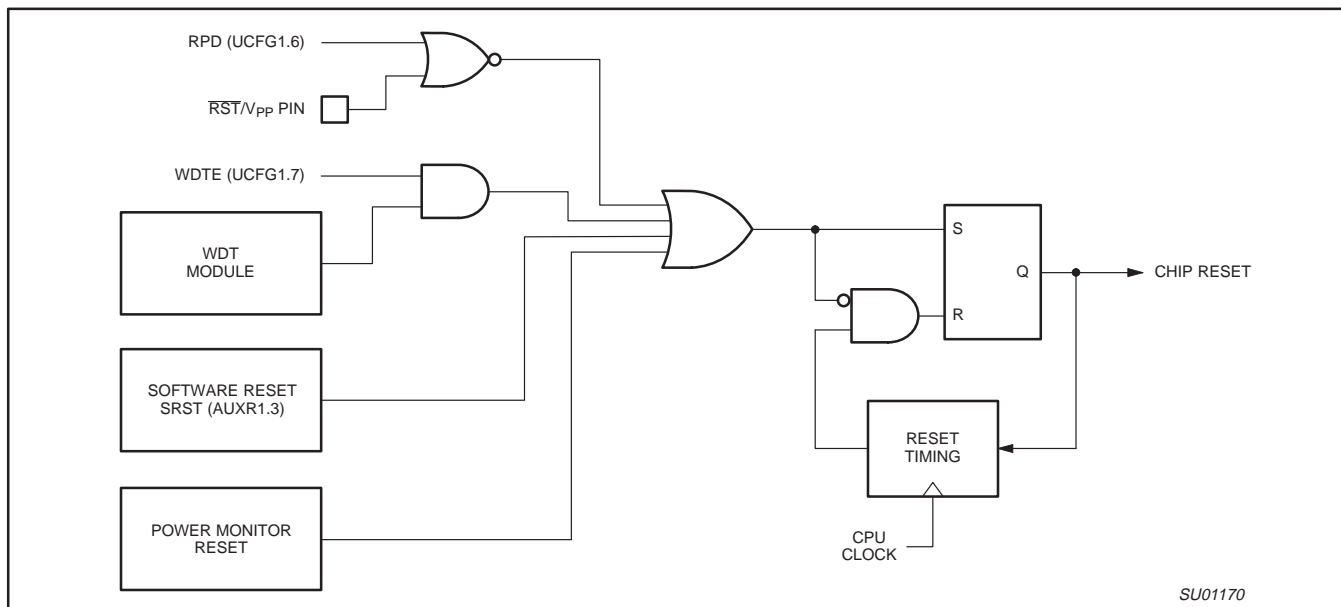 RPD (UCFG1.6)
RST/VPP PIN
WDTE (UCFG1.7)
WDT
MODULE
SOFTWARE RESET
SRST (AUXR1.3)
POWER MONITOR
RESET
S
Q
R
CHIP RESET
RESET
TIMING
CPU
CLOCK
SU01170